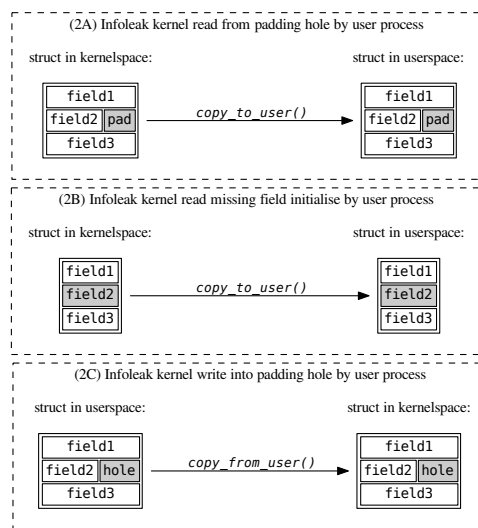 (2A) Infoleak kernel read from padding hole by user process
struct in kernelspace: struct in userspace:
field1 field1
field2 pad copy_to_user() field2 pad
field3 field3
(2B) Infoleak kernel read missing field initialise by user process
struct in kernelspace: struct in userspace:
field1 field1
field2 copy_to_user() field2
field3 field3
(2C) Infoleak kernel write into padding hole by user process
struct in userspace: struct in kernelspace:
field1 field1
field2 hole copy_from_user() field2 hole
field3 field3